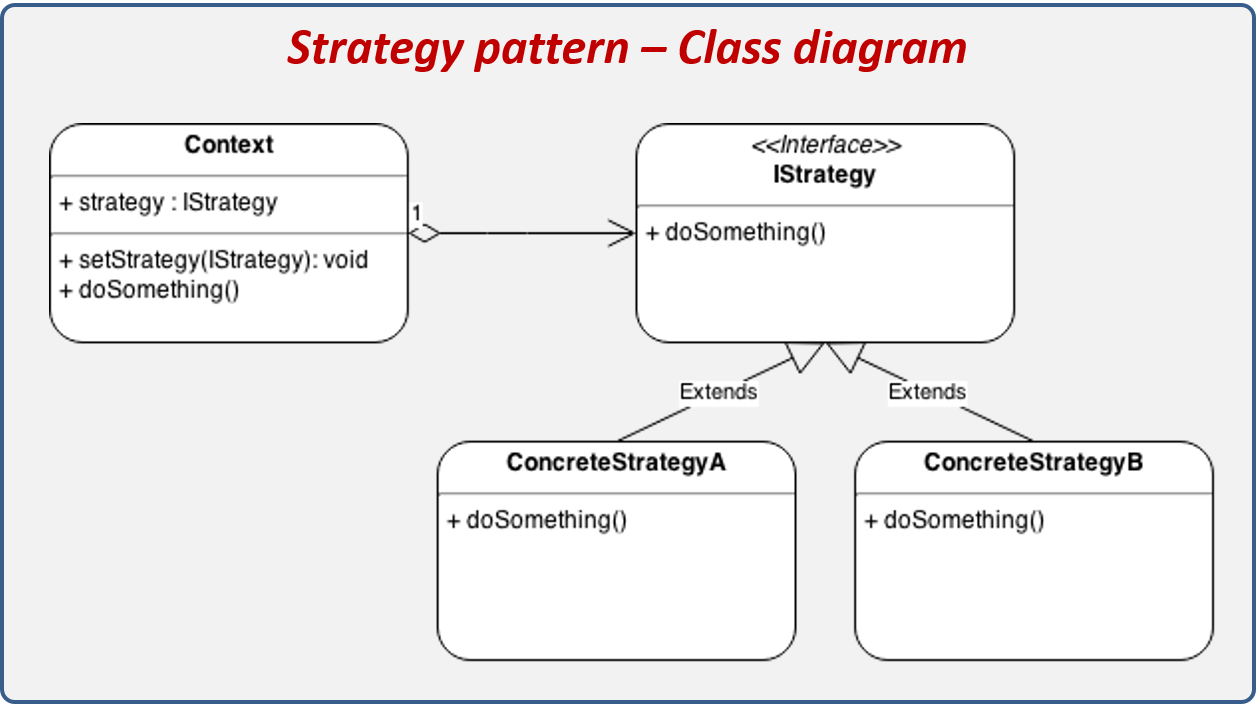 Strategy pattern – Class diagram
Context
+ strategy : IStrategy
+ setStrategy(IStrategy): void
+ doSomething()
1
<<Interface>>
IStrategy
+ doSomething()
Extends
Extends
ConcreteStrategyA
+ doSomething()
ConcreteStrategyB
+ doSomething()